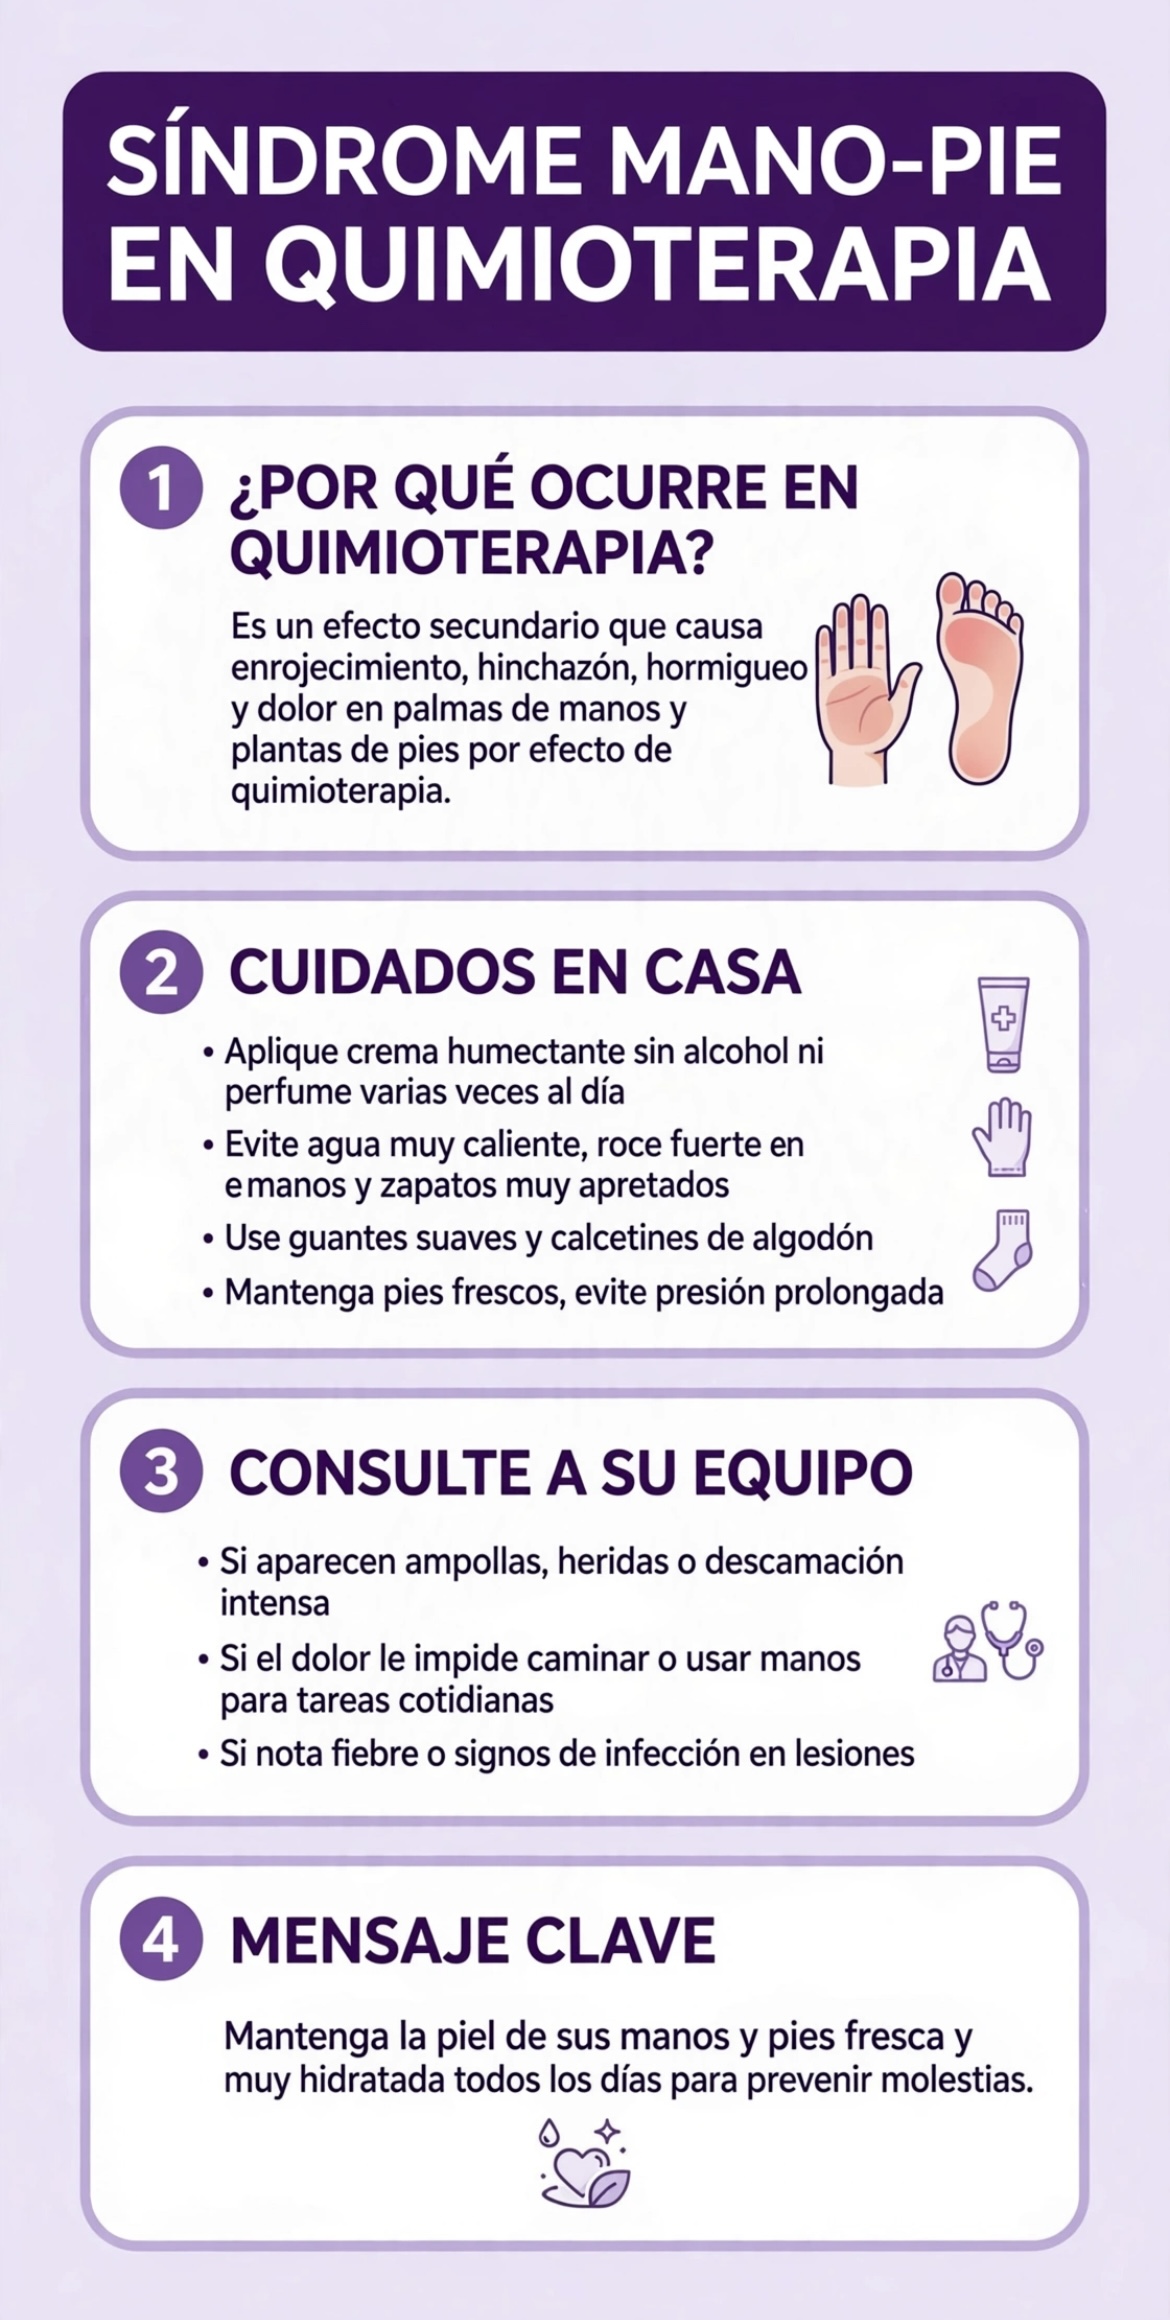 SÍNDROME MANO-PIE
EN QUIMIOTERAPIA
1
¿POR QUÉ OCURRE EN
QUIMIOTERAPIA?
Es un efecto secundario que causa
enrojecimiento, hinchazón, hormigueo
y dolor en palmas de manos y
plantas de pies por efecto de
quimioterapia.
2
CUIDADOS EN CASA
• Aplique crema humectante sin alcohol ni
perfume varias veces al día
• Evite agua muy caliente, roce fuerte en
e manos y zapatos muy apretados
• Use guantes suaves y calcetines de algodón
• Mantenga pies frescos, evite presión prolongada
3
CONSULTE A SU EQUIPO
• Si aparecen ampollas, heridas o descamación
intensa
• Si el dolor le impide caminar o usar manos
para tareas cotidianas
• Si nota fiebre o signos de infección en lesiones
4
MENSAJE CLAVE
Mantenga la piel de sus manos y pies fresca y
muy hidratada todos los días para prevenir molestias.